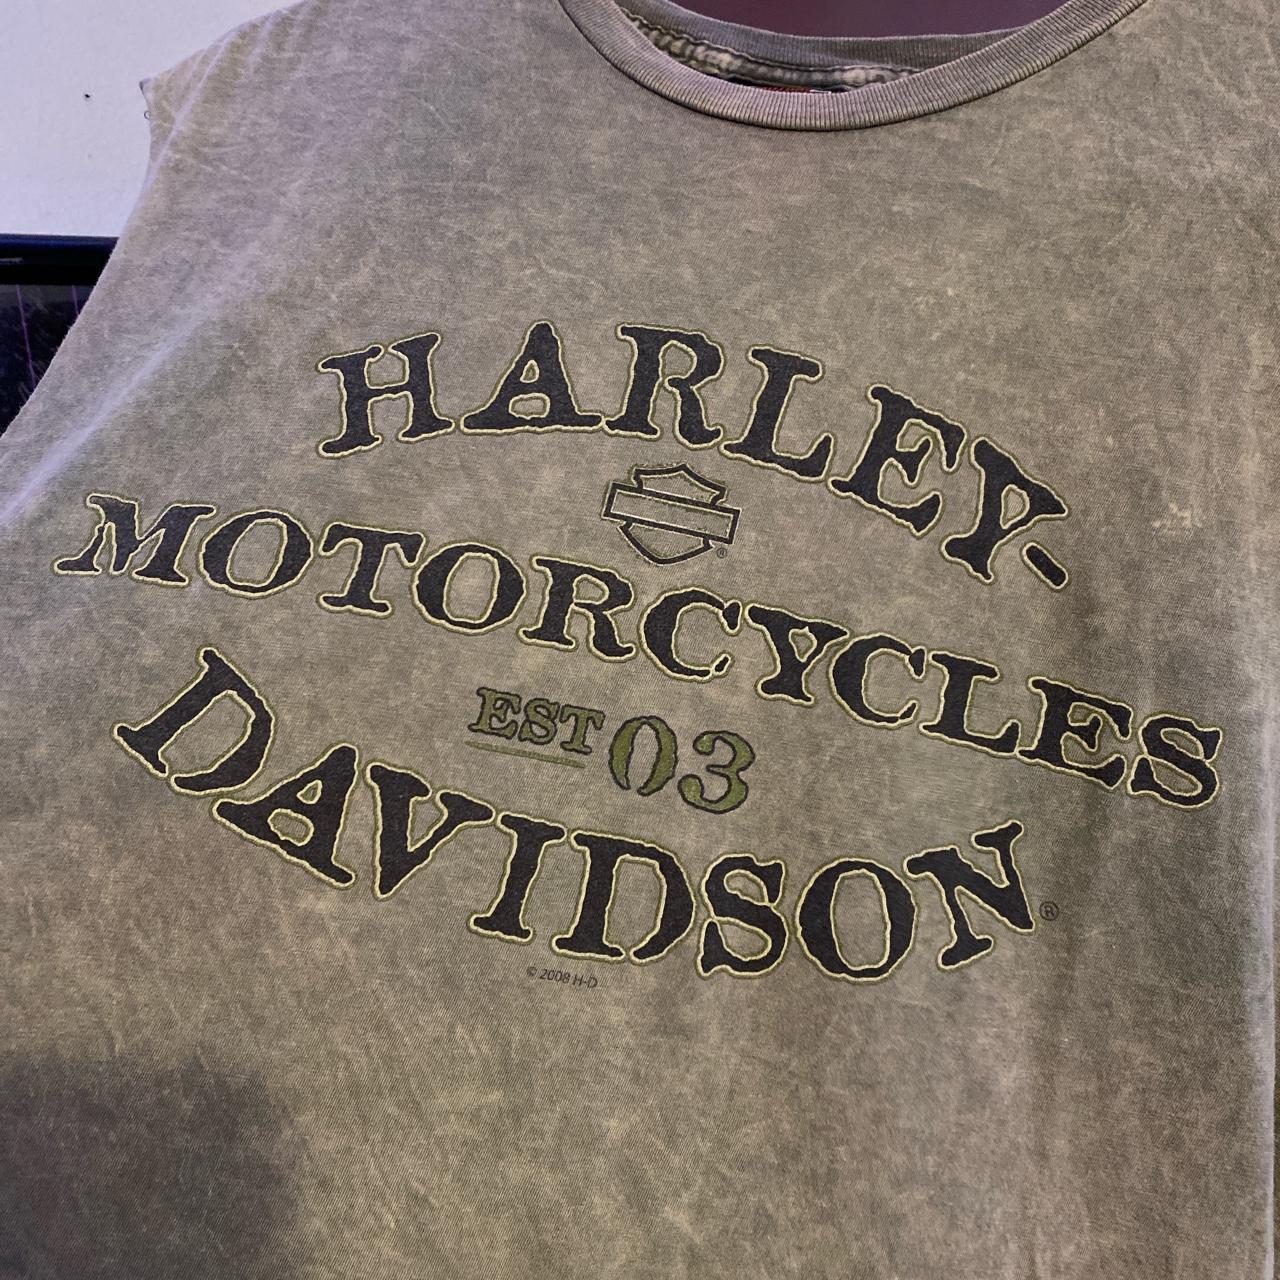 HARLEY-
®
MOTORCYCLES
EST 03
DAVIDSON®
© 2008 H-D